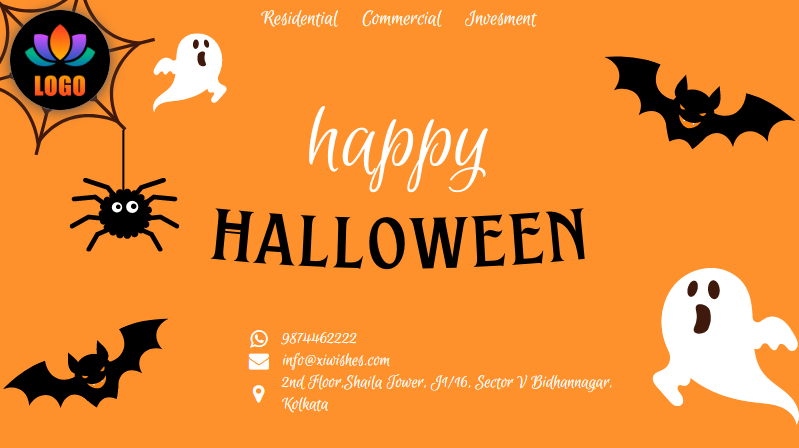 Residential Commercial Invesment
LOGO
happy
HALLOWEEN
9874462222
info@xiwishes.com
2nd Floor,Shaila Tower, J1/16, Sector V Bidhannagar,
Kolkata